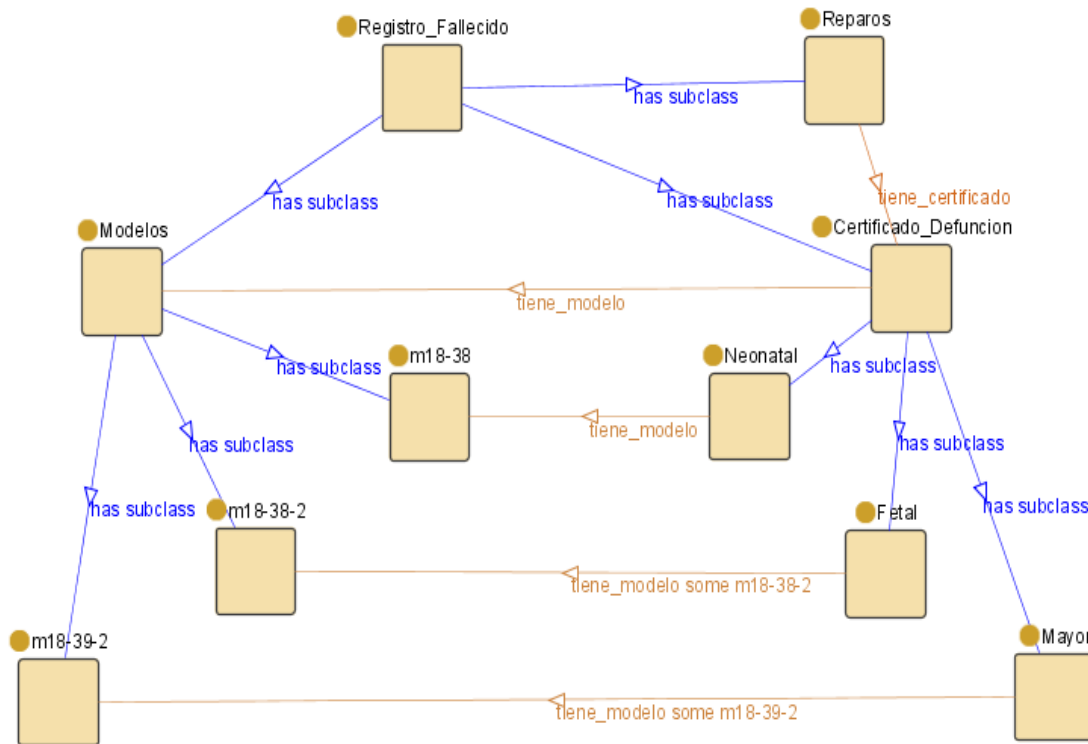 Reparos
Registro_Fallecido
has subclass
has subclass
has subclass
tiene_certificado
Modelos
Certificado_Defuncion
tiene_modelo
m18-38
Neonatal
has subclass
has subclass
tiene_modelo
has subclass
has subclass
has subclass
has subclass
m18-38-2
Fetal
tiene_modelo some m18-38-2
m18-39-2
Mayor
tiene_modelo some m18-39-2